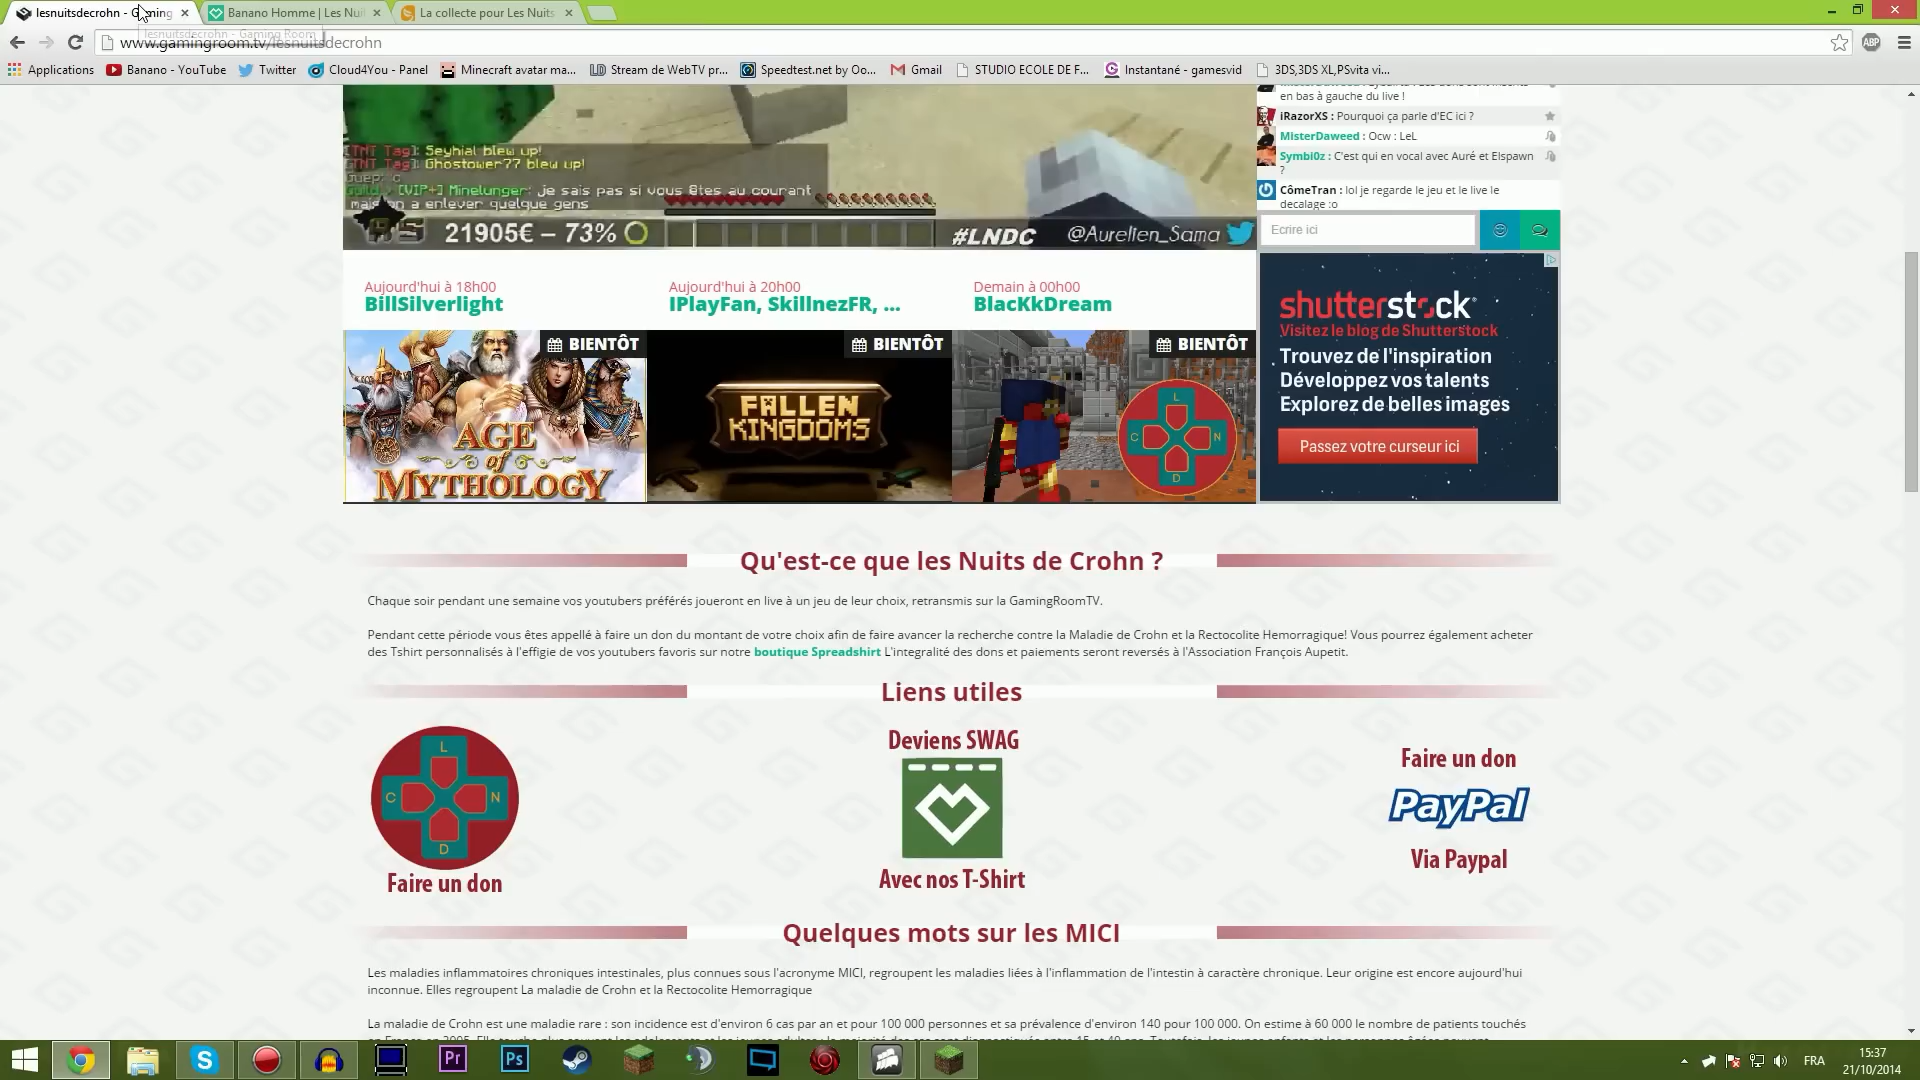 lesnuitsdecrohn - Gaming
Banano Homme | Les Nui
La collecte pour Les Nuits
lesnuitsdecrohn - Gaming Room
www.gamingroom.tv/lesnuitsdecrohn
ABP
Applications
Banano - YouTube
Twitter
Cloud4You - Panel
Minecraft avatar ma...
Stream de WebTV pr...
Speedtest.net by Oo...
Gmail
STUDIO ECOLE DE F...
Instantané - gamesvid
3DS,3DS XL,PSvita vi...
[TNT Tag]: Seyhial blew up!
[TNT Tag]: Ghostower77 blew up!
Guild > [VIP+] Minelunger: je sais pas si vous êtes au courant
mais on a enlever quelque gens
21905€ – 73%
#LNDC
@Aurelien_Sama
en bas à gauche du live !
iRazorXS : Pourquoi ça parle d'EC ici ?
MisterDaweed : Ocw : LeL
Symbi0z : C'est qui en vocal avec Auré et Elspawn
?
CômeTran : lol je regarde le jeu et le live le
decalage :o
Ecrire ici
Aujourd'hui à 18h00
BillSilverlight
Aujourd'hui à 20h00
IPlayFan, SkillnezFR, ...
Demain à 00h00
BlacKkDream
BIENTÔT
BIENTÔT
BIENTÔT
AGE
of
MYTHOLOGY
FALLEN
KINGDOMS
L
C N
D
shutterstock
Visitez le blog de Shutterstock
Trouvez de l'inspiration
Développez vos talents
Explorez de belles images
Passez votre curseur ici
Qu'est-ce que les Nuits de Crohn ?
Chaque soir pendant une semaine vos youtubers préférés joueront en live à un jeu de leur choix, retransmis sur la GamingRoomTV.
Pendant cette période vous êtes appellé à faire un don du montant de votre choix afin de faire avancer la recherche contre la Maladie de Crohn et la Rectocolite Hemorragique! Vous pourrez également acheter
des Tshirt personnalisés à l'effigie de vos youtubers favoris sur notre boutique Spreadshirt L'integralité des dons et paiements seront reversés à l'Association François Aupetit.
Liens utiles
L
C N
D
Faire un don
Deviens SWAG
Avec nos T-Shirt
Faire un don
PayPal
Via Paypal
Quelques mots sur les MICI
Les maladies inflammatoires chroniques intestinales, plus connues sous l'acronyme MICI, regroupent les maladies liées à l'inflammation de l'intestin à caractère chronique. Leur origine est encore aujourd'hui
inconnue. Elles regroupent La maladie de Crohn et la Rectocolite Hemorragique
La maladie de Crohn est une maladie rare : son incidence est d'environ 6 cas par an et pour 100 000 personnes et sa prévalence d'environ 140 pour 100 000. On estime à 60 000 le nombre de patients touchés
Pr
Ps
FRA
15:37
21/10/2014